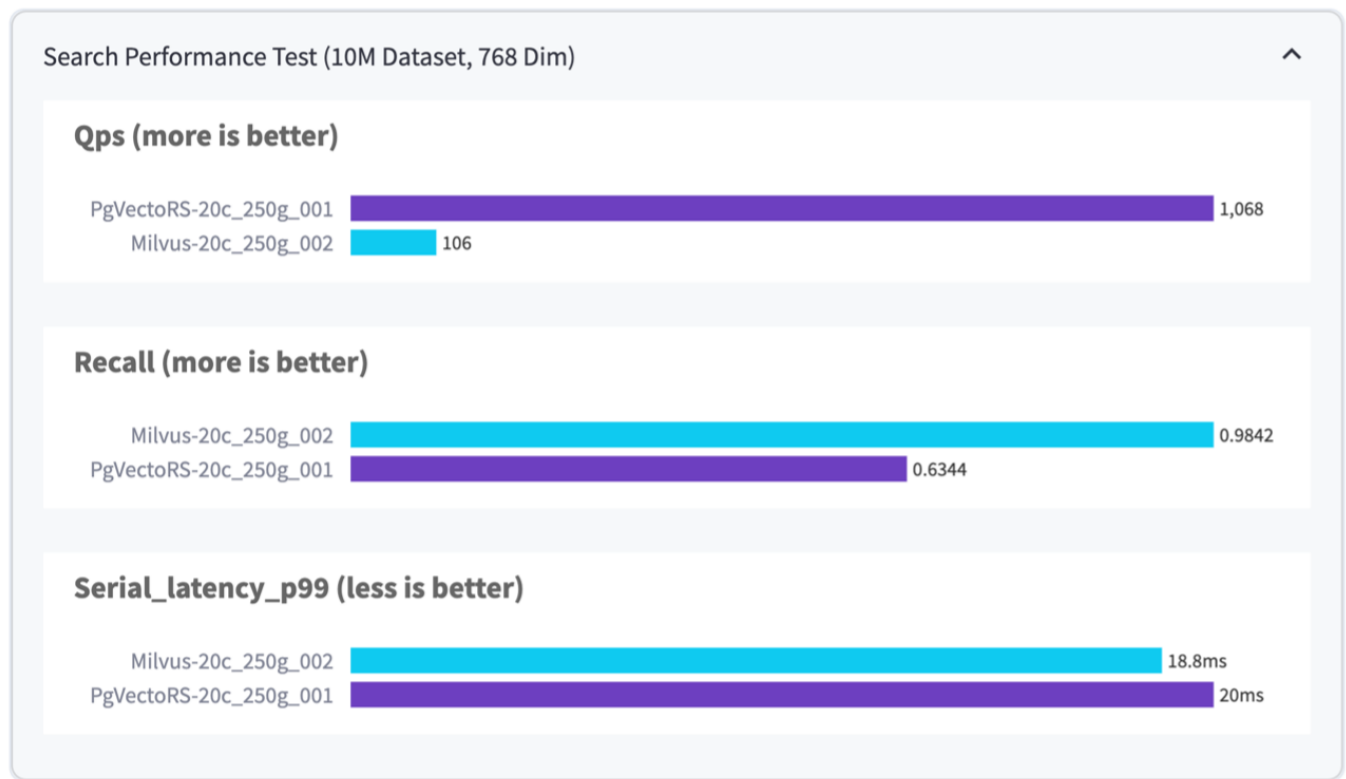 Search Performance Test (10M Dataset, 768 Dim)
Qps (more is better)
PgVectoRS-20c_250g_001 1,068
Milvus-20c_250g_002 106
Recall (more is better)
Milvus-20c_250g_002 0.9842
PgVectoRS-20c_250g_001 0.6344
Serial_latency_p99 (less is better)
Milvus-20c_250g_002 18.8ms
PgVectoRS-20c_250g_001 20ms